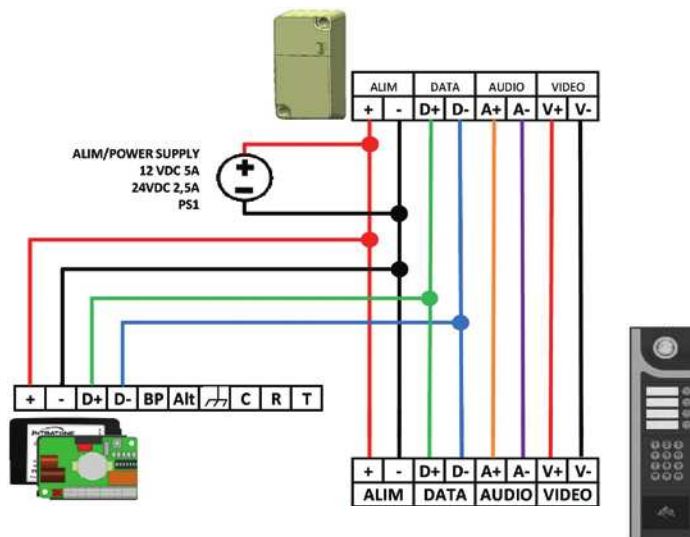 ALIM DATA AUDIO VIDEO
+ - D+ D- A+ A- V+ V-
ALIM/POWER SUPPLY
12 VDC 5A
24VDC 2,5A
PS1
+
−
+ - D+ D- BP Alt C R T
INTRATONE
+ - D+ D- A+ A- V+ V-
ALIM DATA AUDIO VIDEO